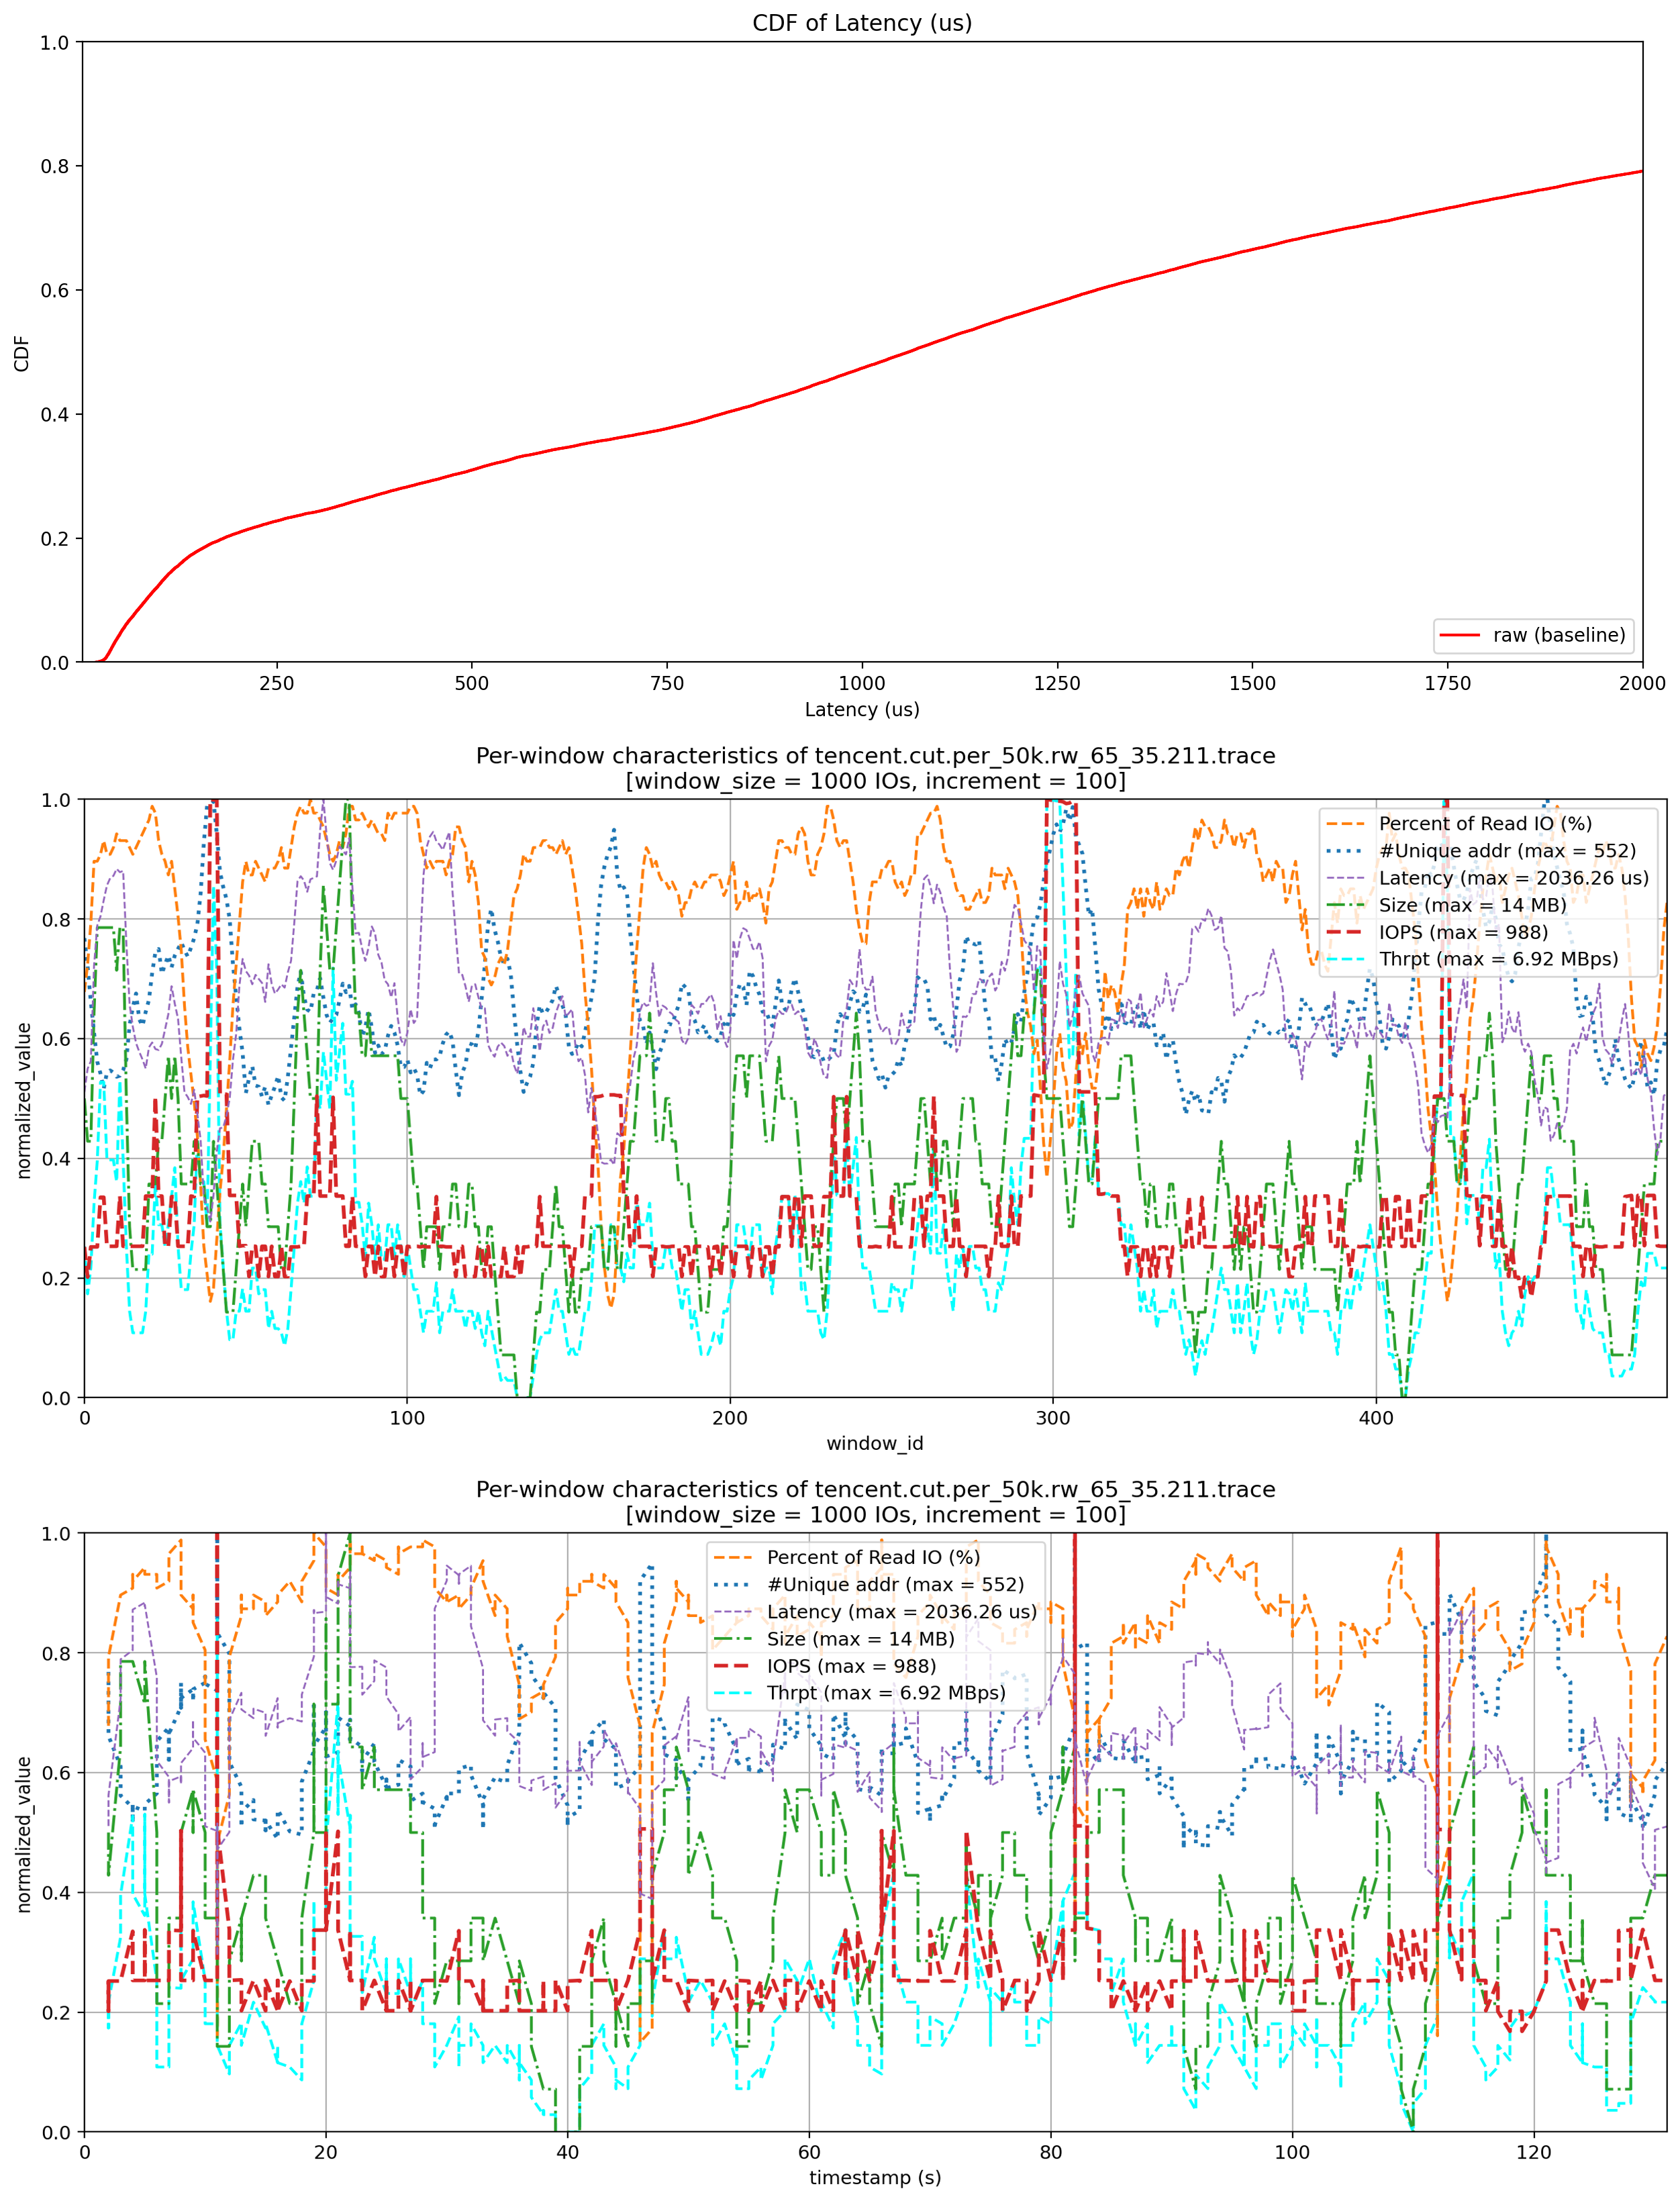 CDF of Latency (us)
1.0
0.8
0.6
0.4
0.2
0.0
CDF
250
500
750
1000
1250
1500
1750
2000
Latency (us)
raw (baseline)
Per-window characteristics of tencent.cut.per_50k.rw_65_35.211.trace
[window_size = 1000 IOs, increment = 100]
1.0
0.8
0.6
0.4
0.2
0.0
normalized_value
0
100
200
300
400
window_id
Percent of Read IO (%)
#Unique addr (max = 552)
Latency (max = 2036.26 us)
Size (max = 14 MB)
IOPS (max = 988)
Thrpt (max = 6.92 MBps)
Per-window characteristics of tencent.cut.per_50k.rw_65_35.211.trace
[window_size = 1000 IOs, increment = 100]
1.0
0.8
0.6
0.4
0.2
0.0
normalized_value
0
20
40
60
80
100
120
timestamp (s)
Percent of Read IO (%)
#Unique addr (max = 552)
Latency (max = 2036.26 us)
Size (max = 14 MB)
IOPS (max = 988)
Thrpt (max = 6.92 MBps)